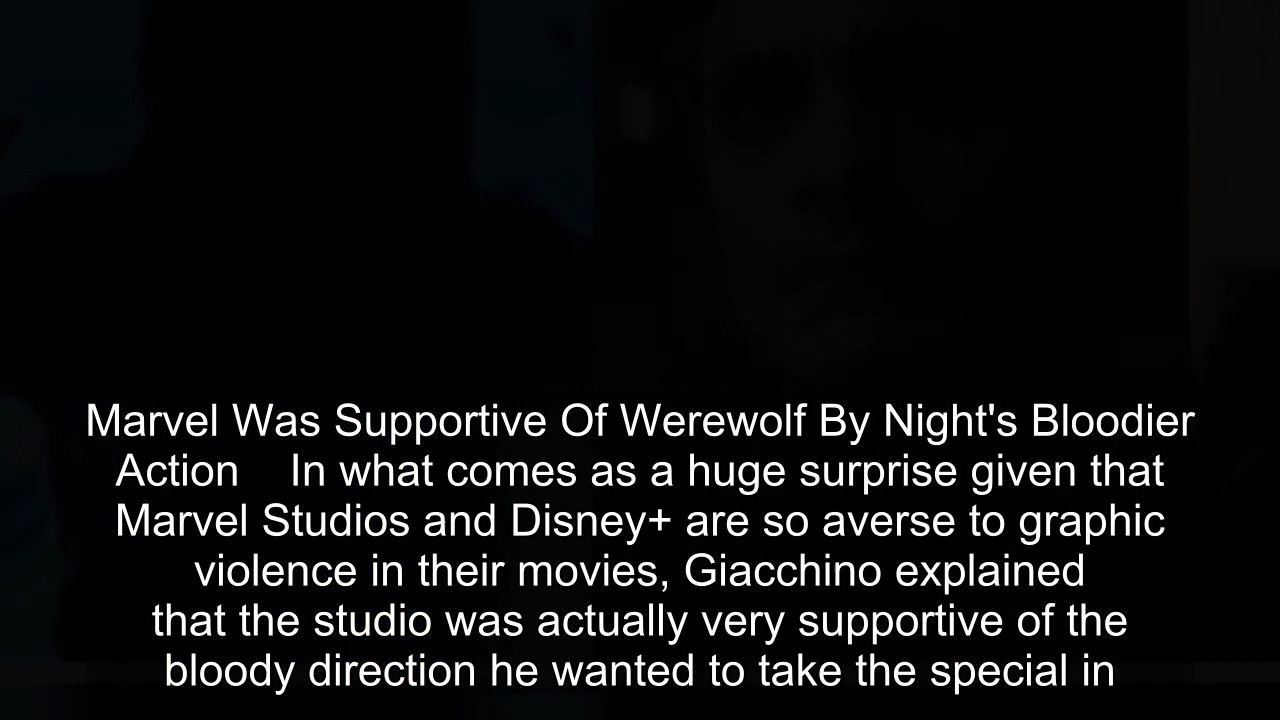 Marvel Was Supportive Of Werewolf By Night's Bloodier
Action    In what comes as a huge surprise given that
Marvel Studios and Disney+ are so averse to graphic
violence in their movies, Giacchino explained
that the studio was actually very supportive of the
bloody direction he wanted to take the special in